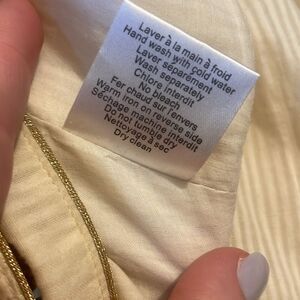 Laver à la main à froid
Hand wash with cold water
Laver séparement
Wash separately
Chlore interdit
No bleach
Fer chaud sur l'envers
Warm iron on reverse side
Séchage machine interdit
Do not tumble dry
Nettoyage à sec
Dry clean